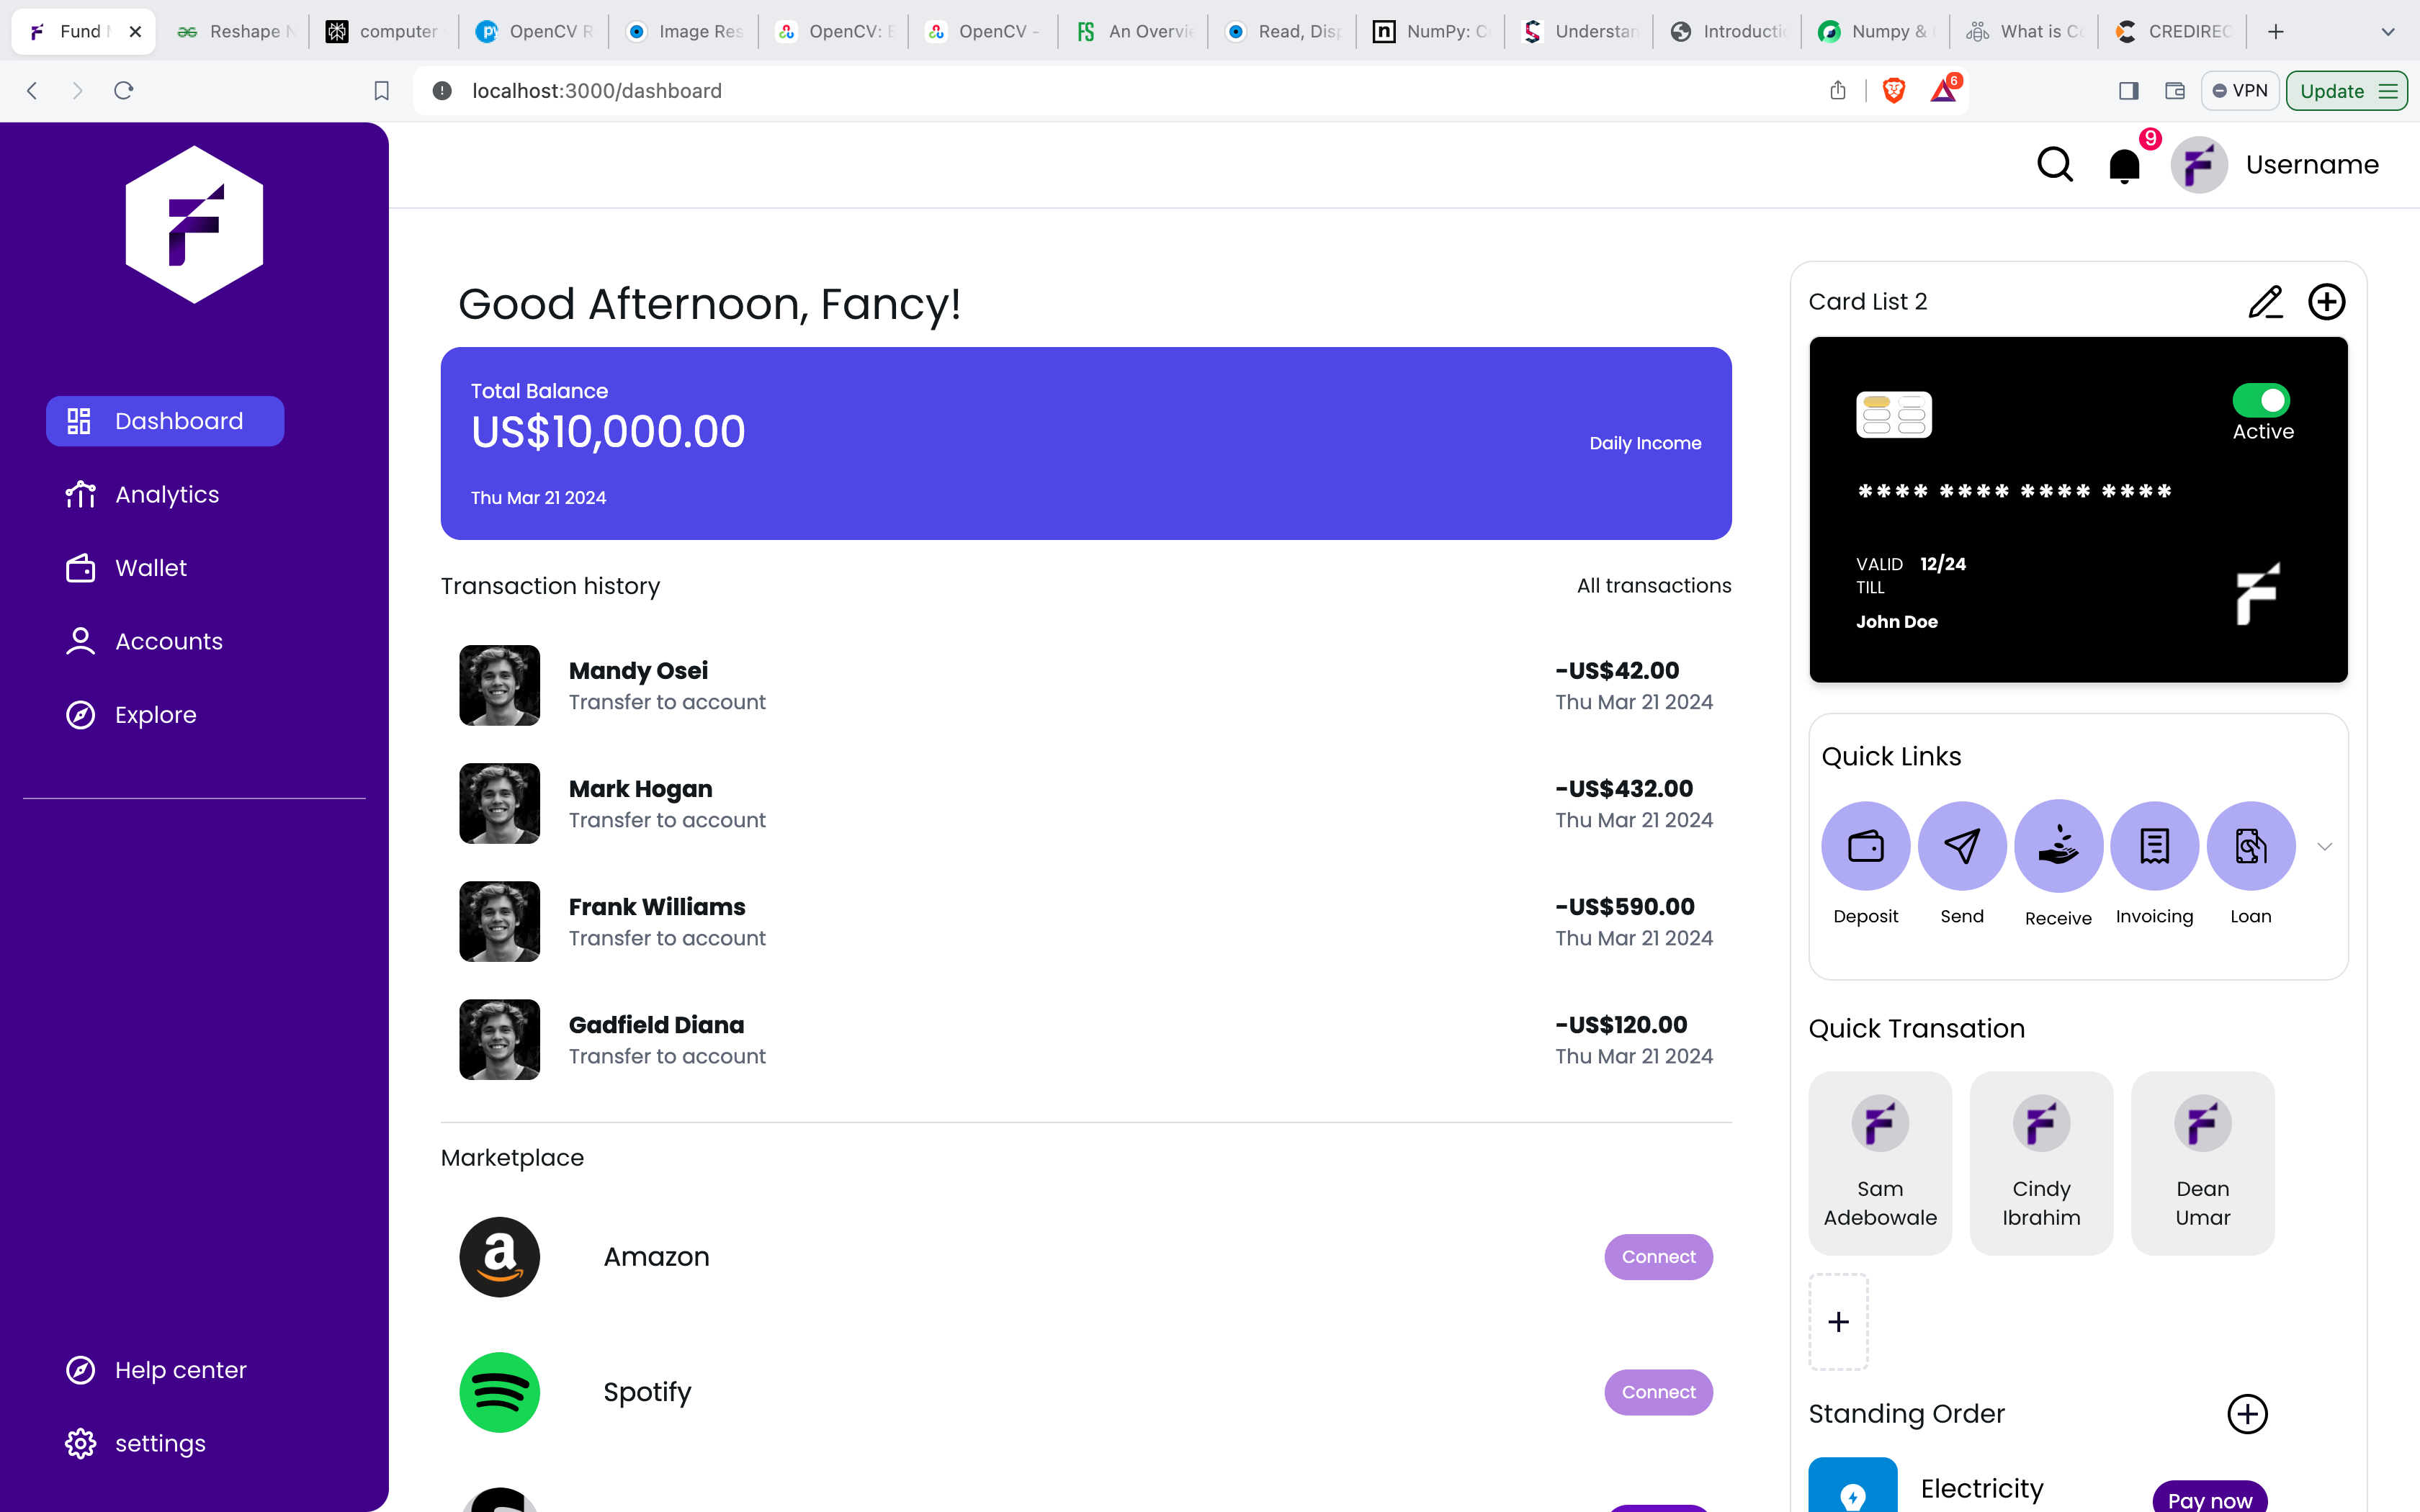 Fund
Reshape
computer
OpenCV R
Image Res
OpenCV:
OpenCV -
FS
An Overvie
Read, Disp
NumPy:
Understan
Introductio
Numpy &
What is
CREDIREC
localhost:3000/dashboard
6
VPN
Update
9
Username
Dashboard
Analytics
Wallet
Accounts
Explore
Help center
settings
Good Afternoon, Fancy!
Total Balance
US$10,000.00
Daily Income
Thu Mar 21 2024
Transaction history
All transactions
Mandy Osei
-US$42.00
Transfer to account
Thu Mar 21 2024
Mark Hogan
-US$432.00
Transfer to account
Thu Mar 21 2024
Frank Williams
-US$590.00
Transfer to account
Thu Mar 21 2024
Gadfield Diana
-US$120.00
Transfer to account
Thu Mar 21 2024
Marketplace
Amazon
Connect
Spotify
Connect
Card List 2
Active
**** **** **** ****
VALID TILL
12/24
John Doe
Quick Links
Deposit
Send
Receive
Invoicing
Loan
Quick Transation
Sam
Adebowale
Cindy
Ibrahim
Dean
Umar
+
Standing Order
Electricity
Pay now